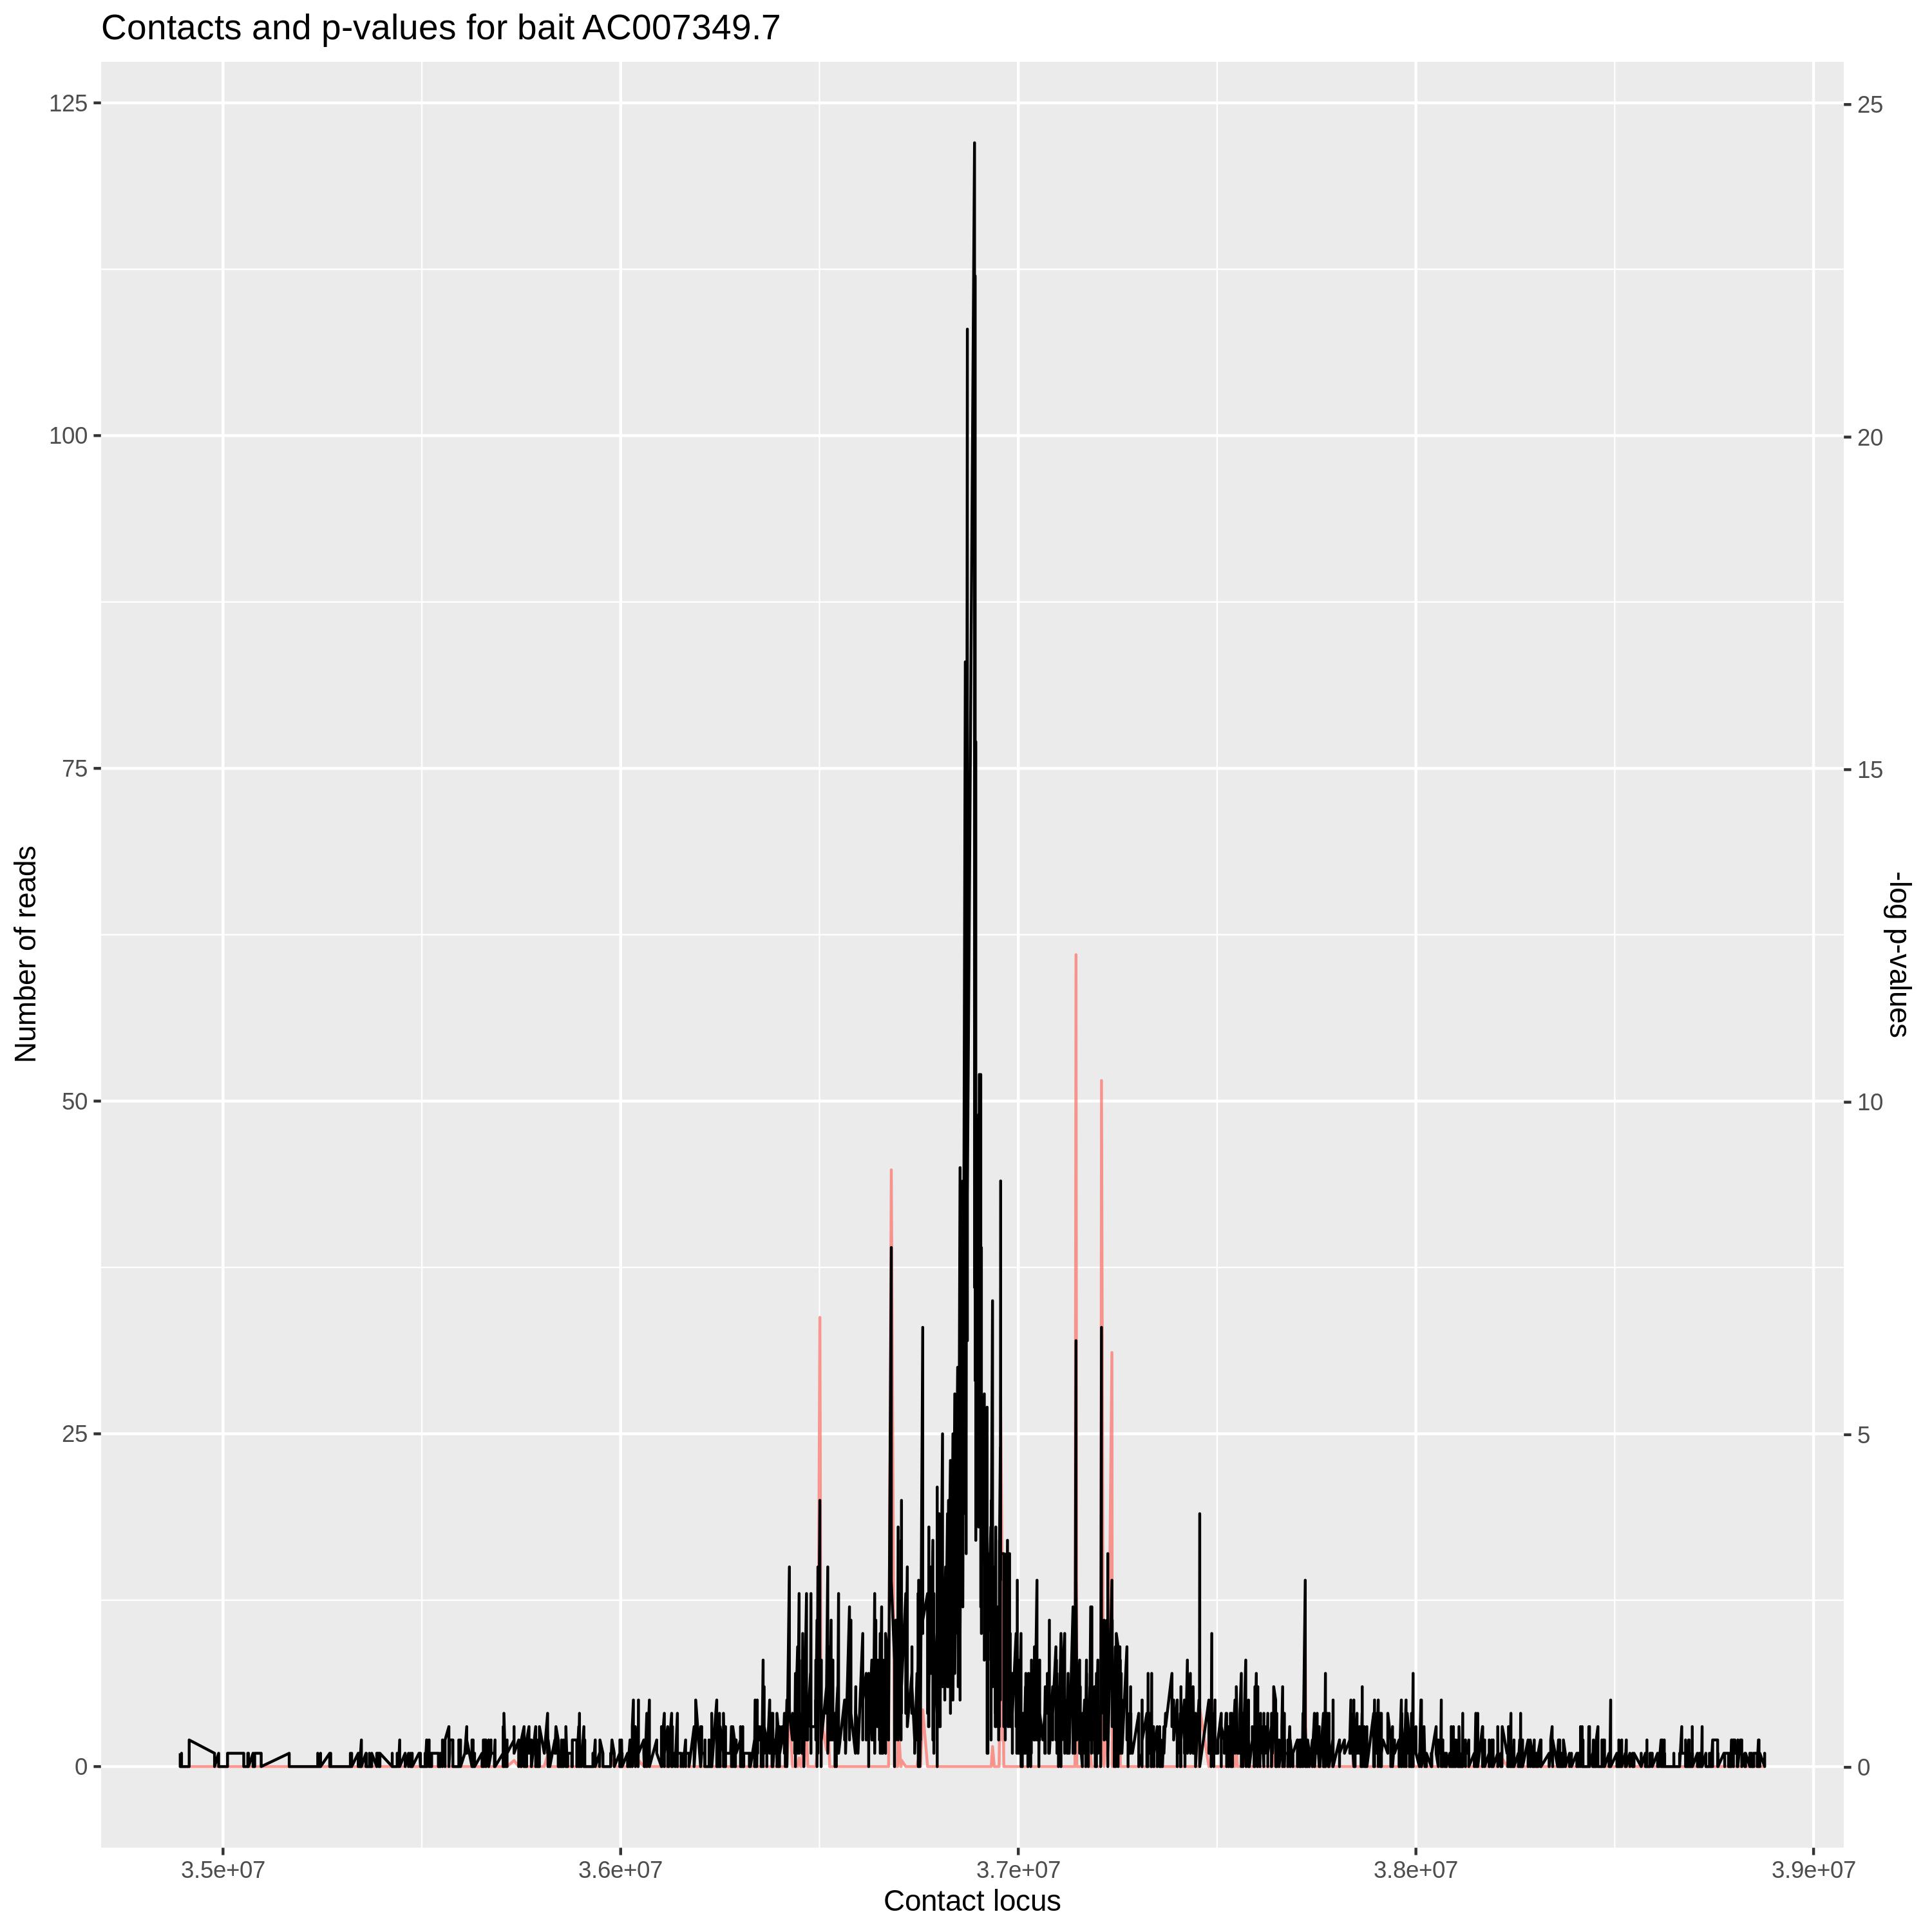 Contacts and p-values for bait AC007349.7
125
100
75
50
25
0
Number of reads
25
20
15
10
5
0
-log p-values
3.5e+07 3.6e+07 3.7e+07 3.8e+07 3.9e+07
Contact locus